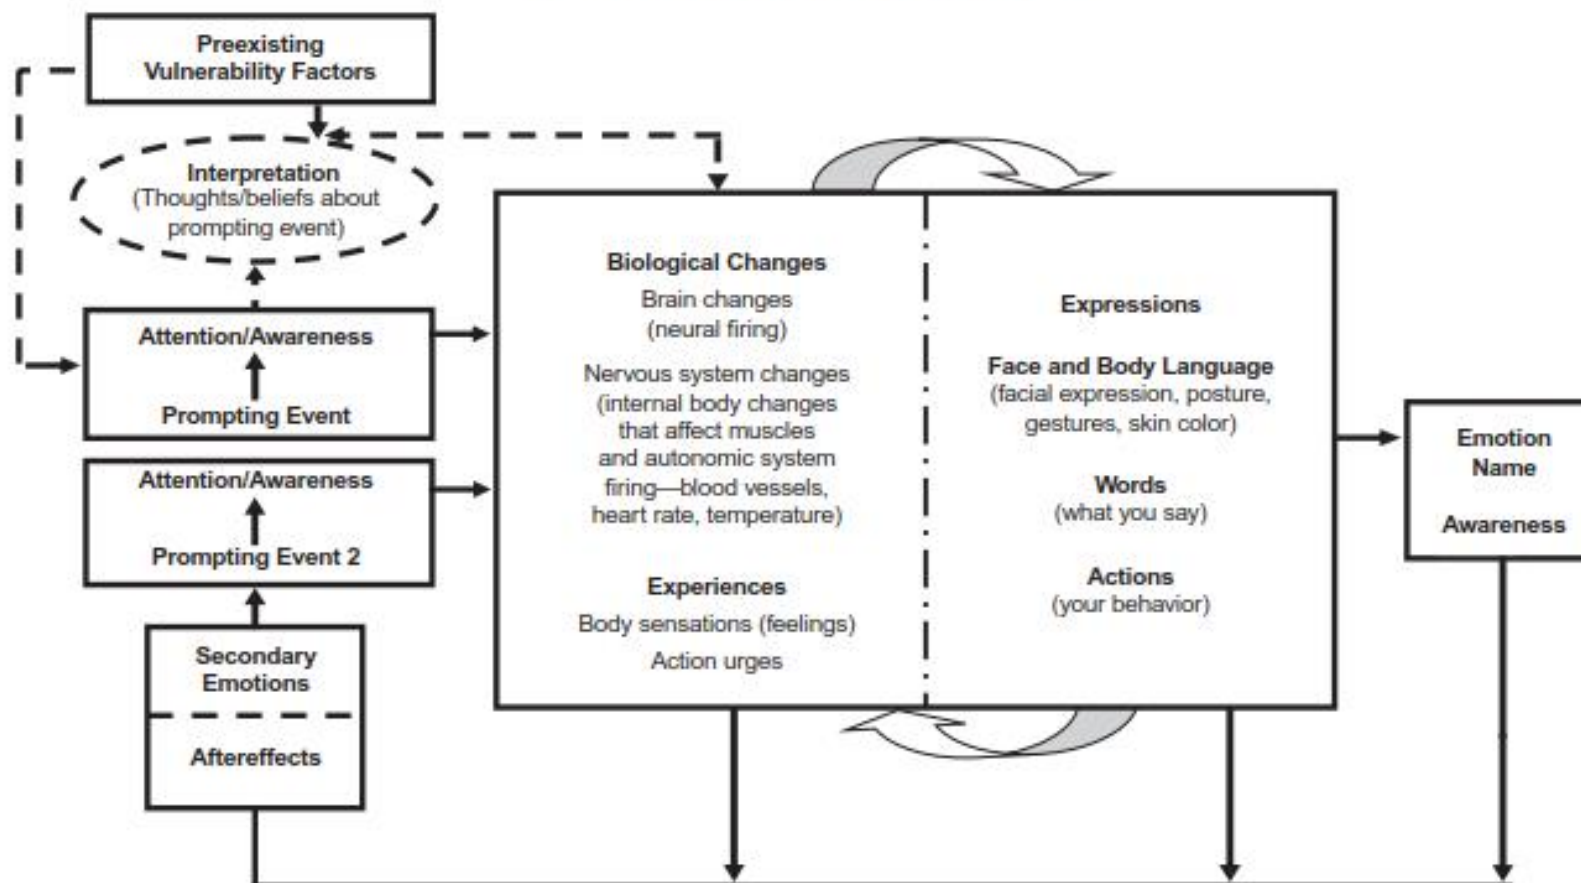 Preexisting
Vulnerability Factors
Interpretation
(Thoughts/beliefs about
prompting event)
Attention/Awareness
Prompting Event
Attention/Awareness
Prompting Event 2
Secondary
Emotions
Aftereffects
Biological Changes
Brain changes
(neural firing)
Nervous system changes
(internal body changes
that affect muscles
and autonomic system
firing—blood vessels,
heart rate, temperature)
Experiences
Body sensations (feelings)
Action urges
Expressions
Face and Body Language
(facial expression, posture,
gestures, skin color)
Words
(what you say)
Actions
(your behavior)
Emotion
Name
Awareness